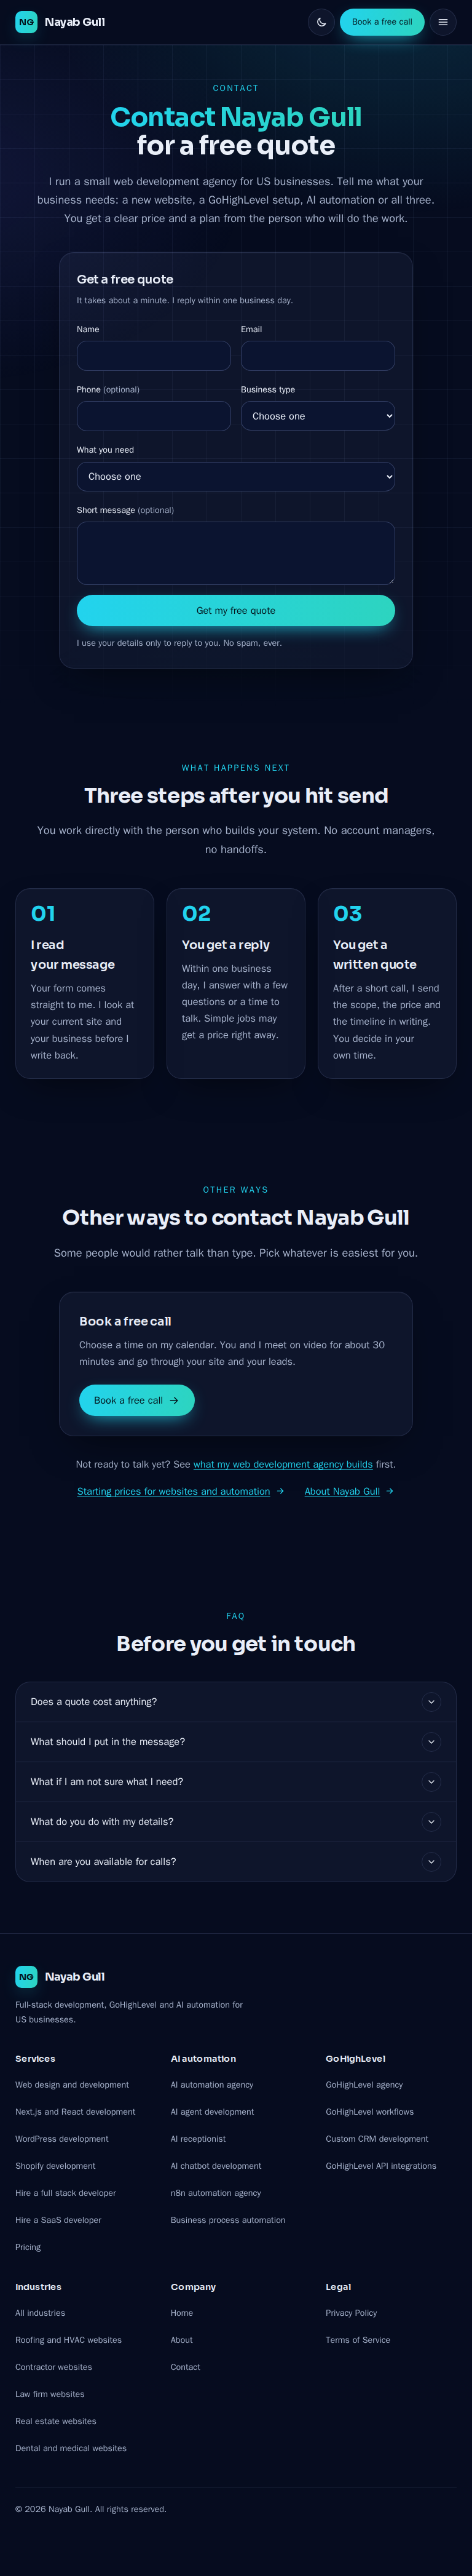 NG Nayab Gull
Book a free call
CONTACT
Contact Nayab Gull
for a free quote
I run a small web development agency for US businesses. Tell me what your
business needs: a new website, a GoHighLevel setup, AI automation or all three.
You get a clear price and a plan from the person who will do the work.
Get a free quote
It takes about a minute. I reply within one business day.
Name
Email
Phone (optional)
Business type
Choose one
What you need
Choose one
Short message (optional)
Get my free quote
I use your details only to reply to you. No spam, ever.
WHAT HAPPENS NEXT
Three steps after you hit send
You work directly with the person who builds your system. No account managers,
no handoffs.
01
I read
your message
Your form comes
straight to me. I look at
your current site and
your business before I
write back.
02
You get a reply
Within one business
day, I answer with a few
questions or a time to
talk. Simple jobs may
get a price right away.
03
You get a
written quote
After a short call, I send
the scope, the price and
the timeline in writing.
You decide in your
own time.
OTHER WAYS
Other ways to contact Nayab Gull
Some people would rather talk than type. Pick whatever is easiest for you.
Book a free call
Choose a time on my calendar. You and I meet on video for about 30
minutes and go through your site and your leads.
Book a free call →
Not ready to talk yet? See what my web development agency builds first.
Starting prices for websites and automation →
About Nayab Gull →
FAQ
Before you get in touch
Does a quote cost anything?
What should I put in the message?
What if I am not sure what I need?
What do you do with my details?
When are you available for calls?
NG Nayab Gull
Full-stack development, GoHighLevel and AI automation for
US businesses.
Services
Web design and development
Next.js and React development
WordPress development
Shopify development
Hire a full stack developer
Hire a SaaS developer
Pricing
AI automation
AI automation agency
AI agent development
AI receptionist
AI chatbot development
n8n automation agency
Business process automation
GoHighLevel
GoHighLevel agency
GoHighLevel workflows
Custom CRM development
GoHighLevel API integrations
Industries
All industries
Roofing and HVAC websites
Contractor websites
Law firm websites
Real estate websites
Dental and medical websites
Company
Home
About
Contact
Legal
Privacy Policy
Terms of Service
© 2026 Nayab Gull. All rights reserved.